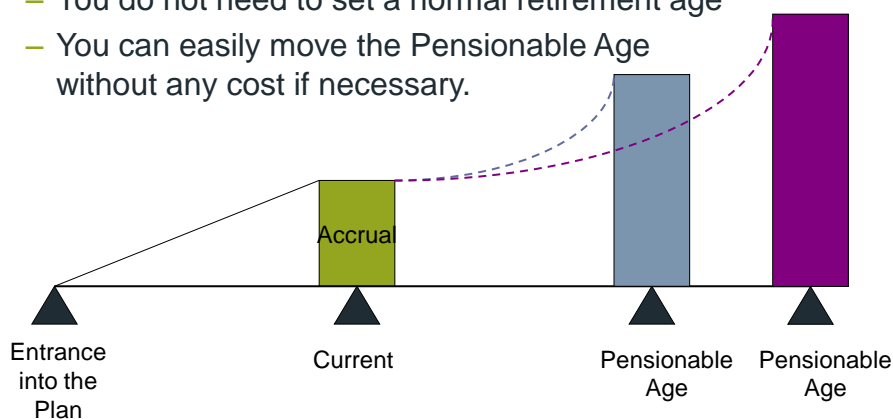 – You do not need to set a normal retirement age
– You can easily move the Pensionable Age
without any cost if necessary.
Accrual
Entrance
into the
Plan
Current
Pensionable
Age
Pensionable
Age